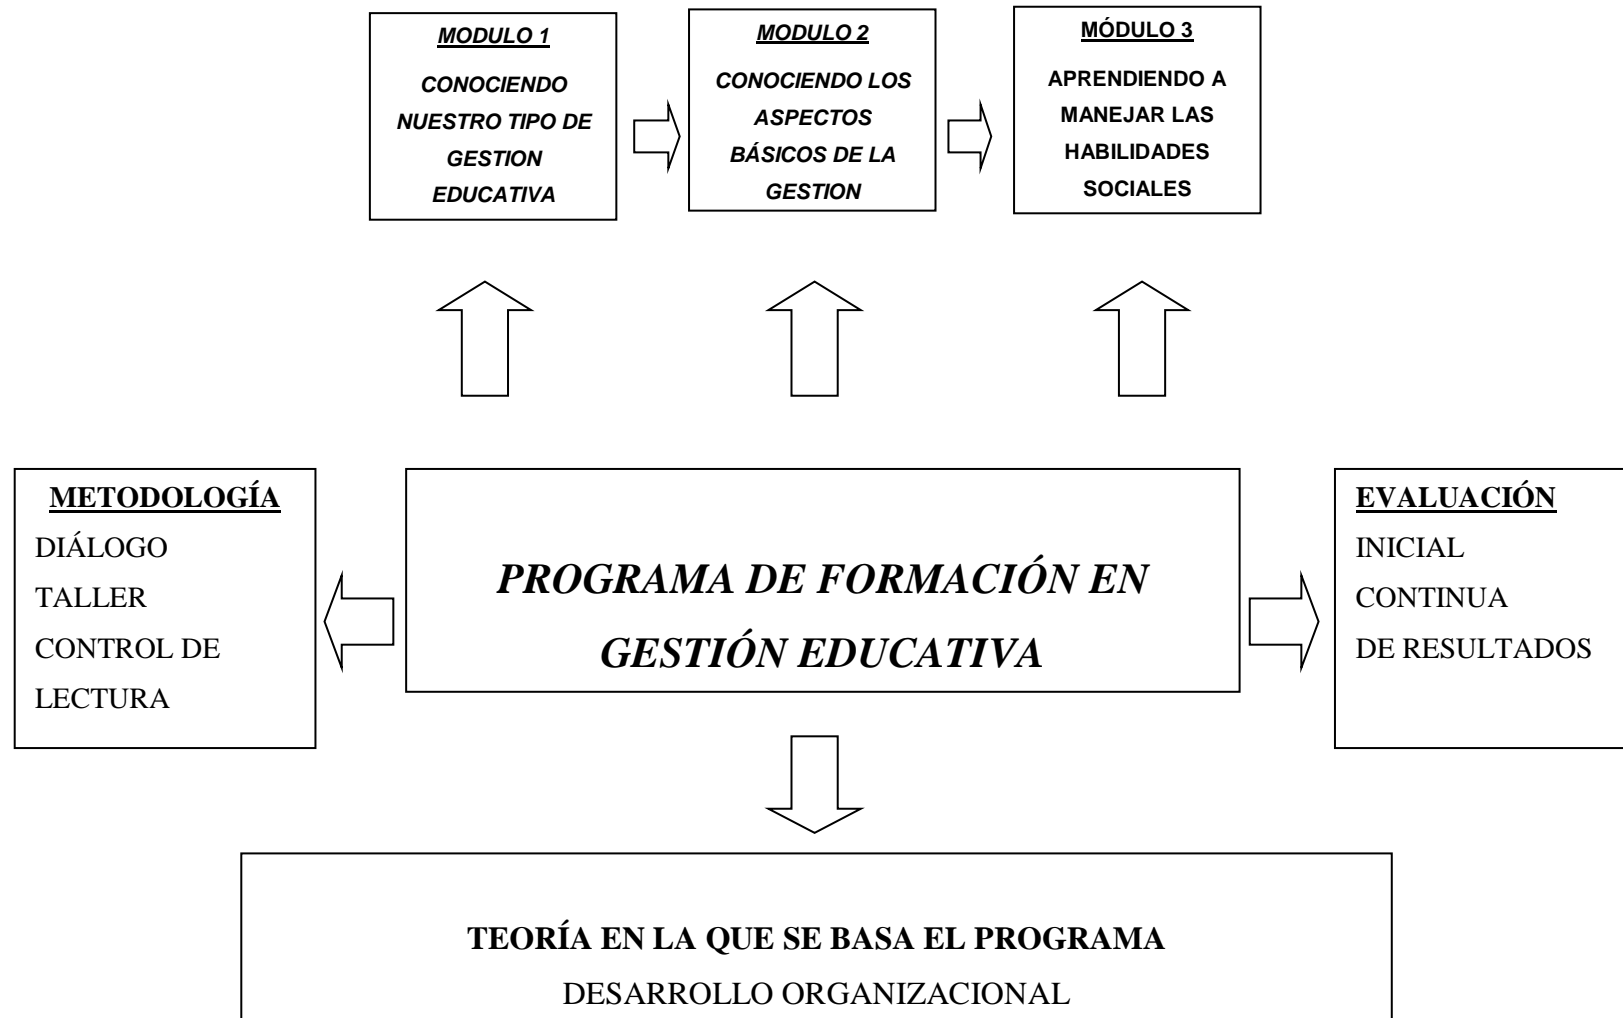 MODULO 1
CONOCIENDO
NUESTRO TIPO DE
GESTION
EDUCATIVA
MODULO 2
CONOCIENDO LOS
ASPECTOS
BÁSICOS DE LA
GESTION
MÓDULO 3
APRENDIENDO A
MANEJAR LAS
HABILIDADES
SOCIALES
METODOLOGÍA
DIÁLOGO
TALLER
CONTROL DE
LECTURA
PROGRAMA DE FORMACIÓN EN
GESTIÓN EDUCATIVA
EVALUACIÓN
INICIAL
CONTINUA
DE RESULTADOS
TEORÍA EN LA QUE SE BASA EL PROGRAMA
DESARROLLO ORGANIZACIONAL